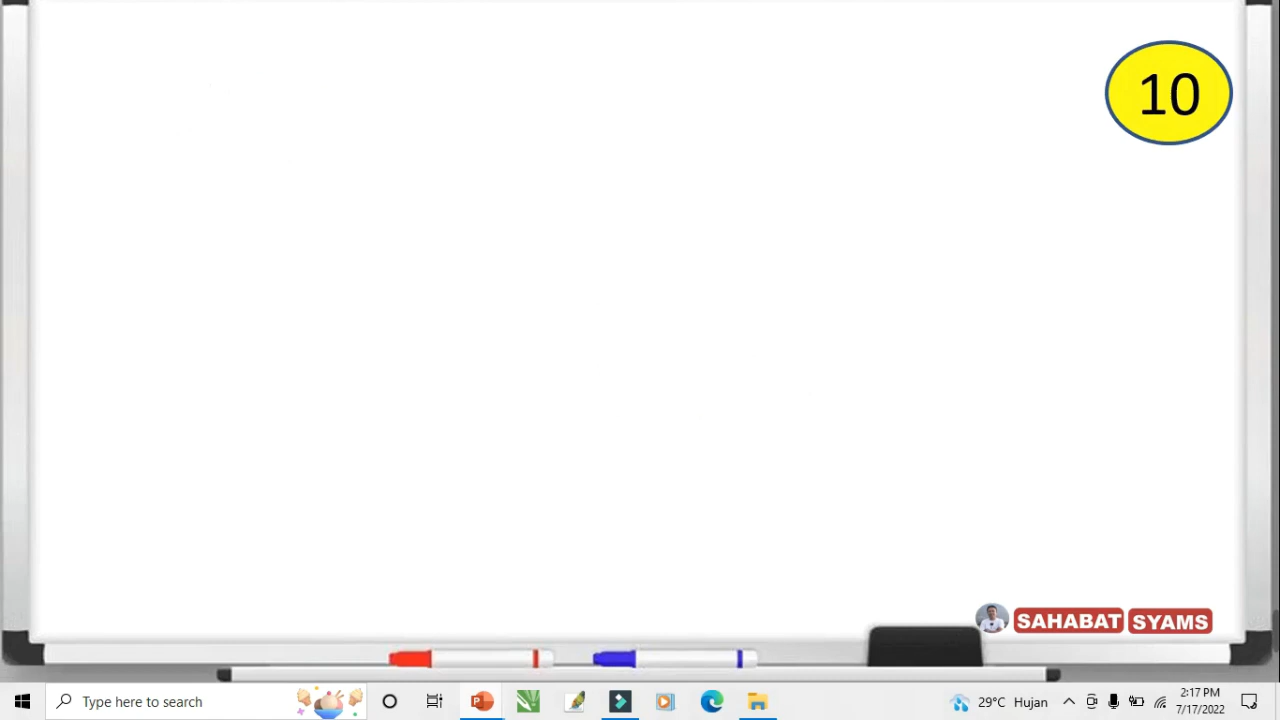 10
SAHABAT SYAMS
Type here to search
29°C Hujan
2:17 PM
7/17/2022